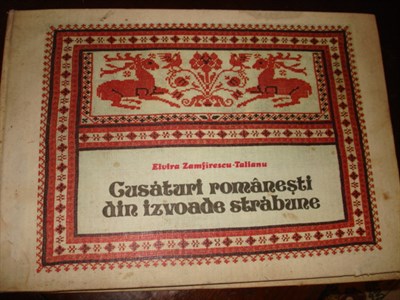 Elvira Zamfirescu-Talianu
Cusături românești
din izvoade străbune